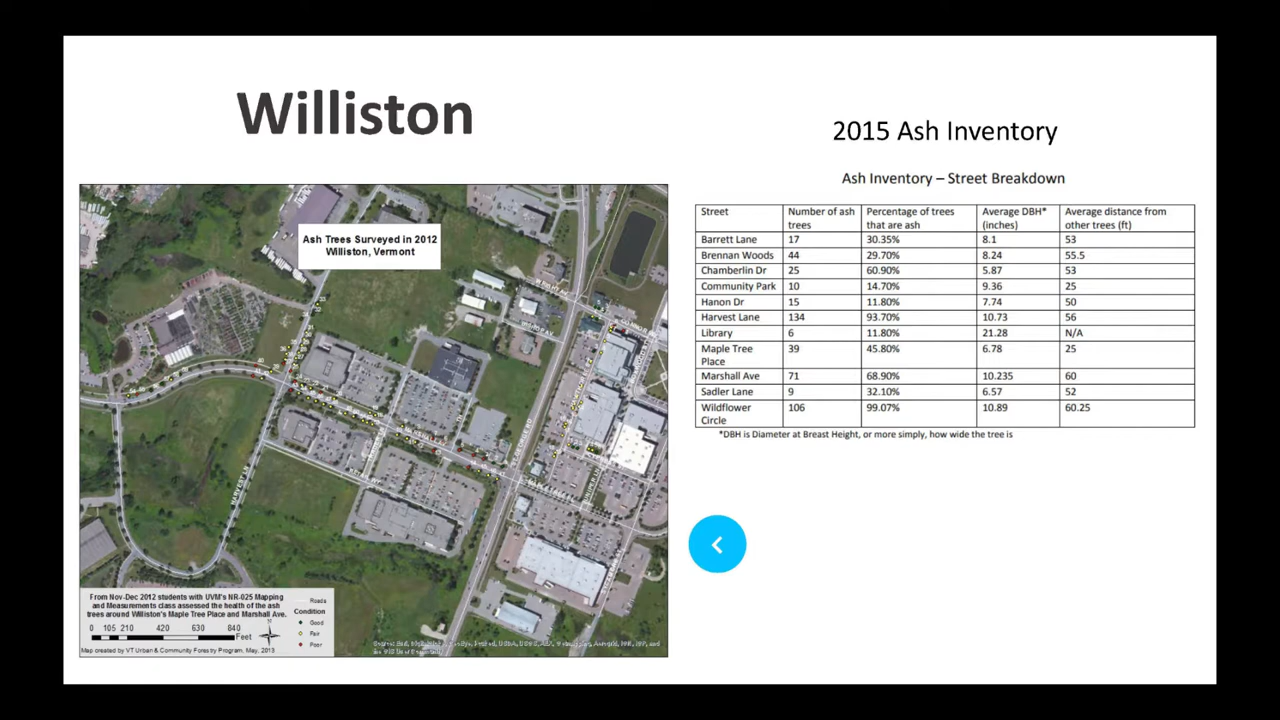 Williston
2015 Ash Inventory
Ash Inventory – Street Breakdown
Street Number of ash trees Percentage of trees that are ash Average DBH* (inches) Average distance from other trees (ft)
Barrett Lane 17 30.35% 8.1 53
Brennan Woods 44 29.70% 8.24 55.5
Chamberlin Dr 25 60.90% 5.87 53
Community Park 10 14.70% 9.36 25
Hanon Dr 15 11.80% 7.74 50
Harvest Lane 134 93.70% 10.73 56
Library 6 11.80% 21.28 N/A
Maple Tree Place 39 45.80% 6.78 25
Marshall Ave 71 68.90% 10.235 60
Sadler Lane 9 32.10% 6.57 52
Wildflower Circle 106 99.07% 10.89 60.25
*DBH is Diameter at Breast Height, or more simply, how wide the tree is
Ash Trees Surveyed in 2012
Williston, Vermont
HARVEST LN
From Nov-Dec 2012 students with UVM's NR-025 Mapping
and Measurements class assessed the health of the ash
trees around Williston's Maple Tree Place and Marshall Ave.
0 105 210 420 630 840
Feet
Roads
Condition
Good
Fair
Poor
Map created by VT Urban & Community Forestry Program, May, 2013